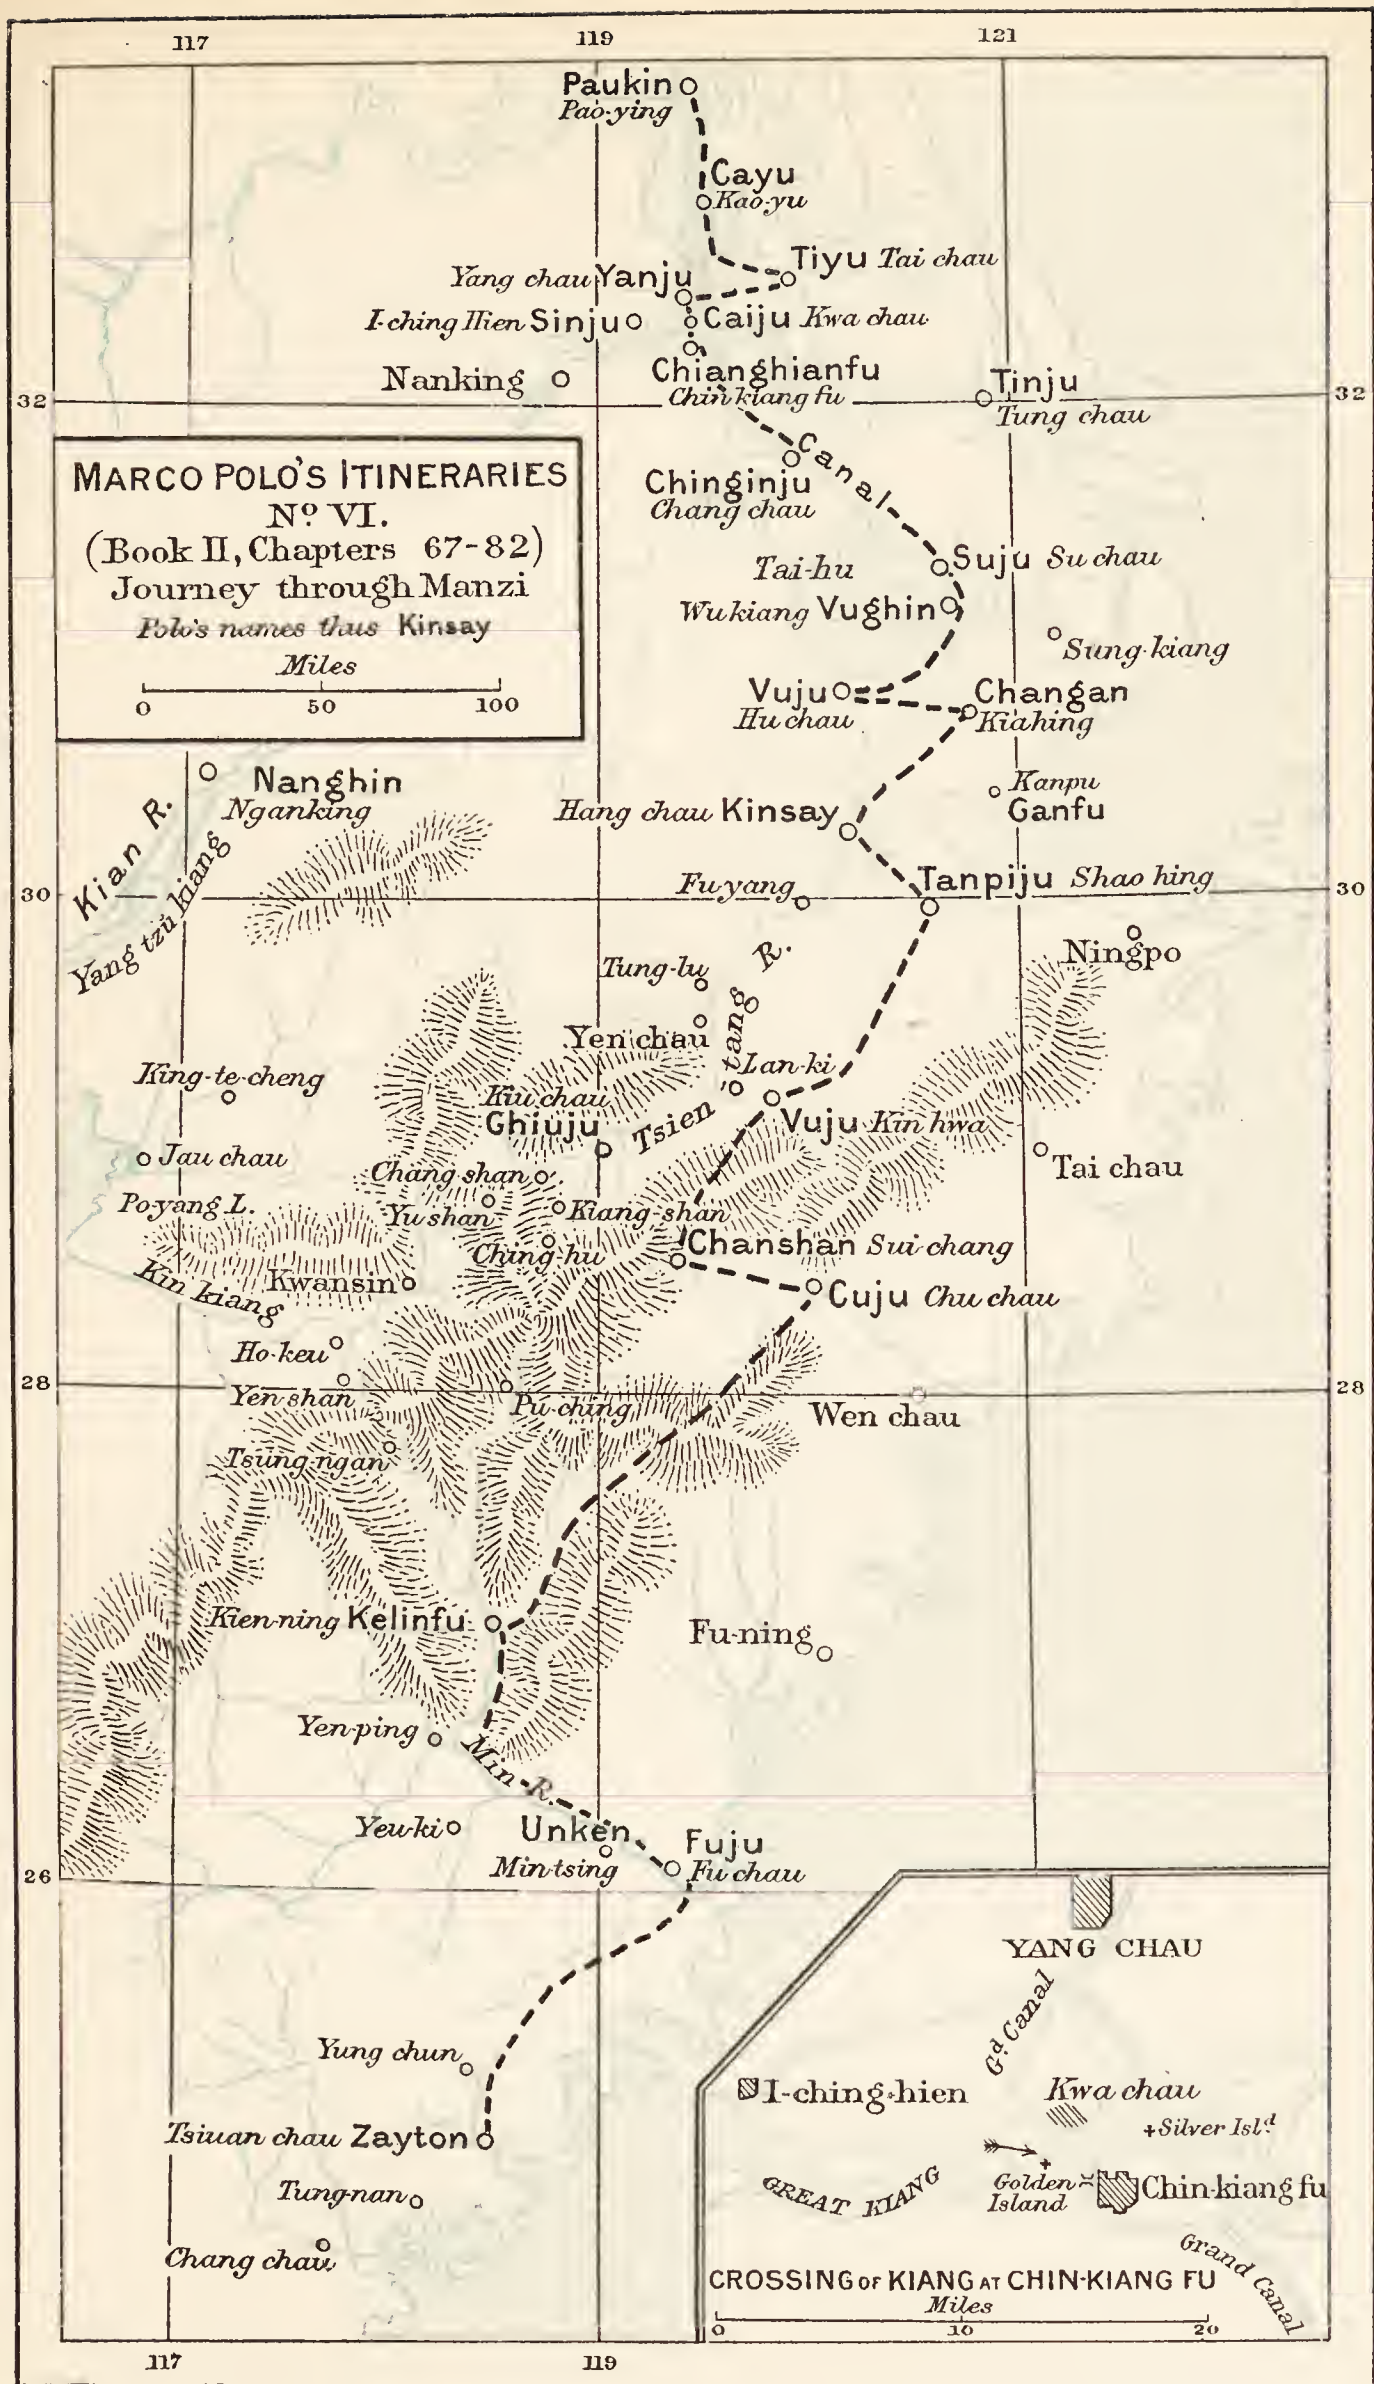 117
119
121
Paukin
Pao-ying
Cayu
Kao-yu
Tiyu Tai chau
Yang chau Yanju
I-ching Hien Sinju
Caiju Kwa chau
Nanking
Chianghianfu
Chin kiang fu
Tinju
Tung chau
32
32
MARCO POLO'S ITINERARIES
No. VI.
(Book II, Chapters 67-82)
Journey through Manzi
Polo's names thus Kinsay
Miles
0 50 100
Canal
Chinginju
Chang chau
Suju Su chau
Tai-hu
Wukiang Vughin
Sung-kiang
Vuju
Hu chau
Changan
Kiahing
Nanghin
Nganking
Kanpu
Ganfu
Hang chau Kinsay
Kian R.
Yang tzŭ kiang
30
30
Fu-yang
Tanpiju Shao hing
Ningpo
Tung-lu
Yen chau
Tsien tang R.
Lan-ki
King-te-cheng
Kiu chau
Ghiuju
Vuju Kin hwa
Jau chau
Tai chau
Chang shan
Po-yang L.
Yu shan
Kiang-shan
Ching-hu
Chanshan Sui chang
Kwansin
Kin kiang
Cuju Chu chau
Ho-keu
28
28
Yen shan
Pu-ching
Wen chau
Tsung-ngan
Kien-ning Kelinfu
Fu-ning
Yen-ping
Min R.
Yeu-ki
Unken
Min tsing
Fuju
Fu chau
26
Yung chun
Tsiuan chau Zayton
Tung-nan
Chang chau
YANG CHAU
Gd. Canal
I-ching-hien
Kwa chau
Silver Isld.
GREAT KIANG
Golden
Island
Chin-kiang fu
Grand Canal
CROSSING OF KIANG AT CHIN-KIANG FU
Miles
0 10 20
117
119